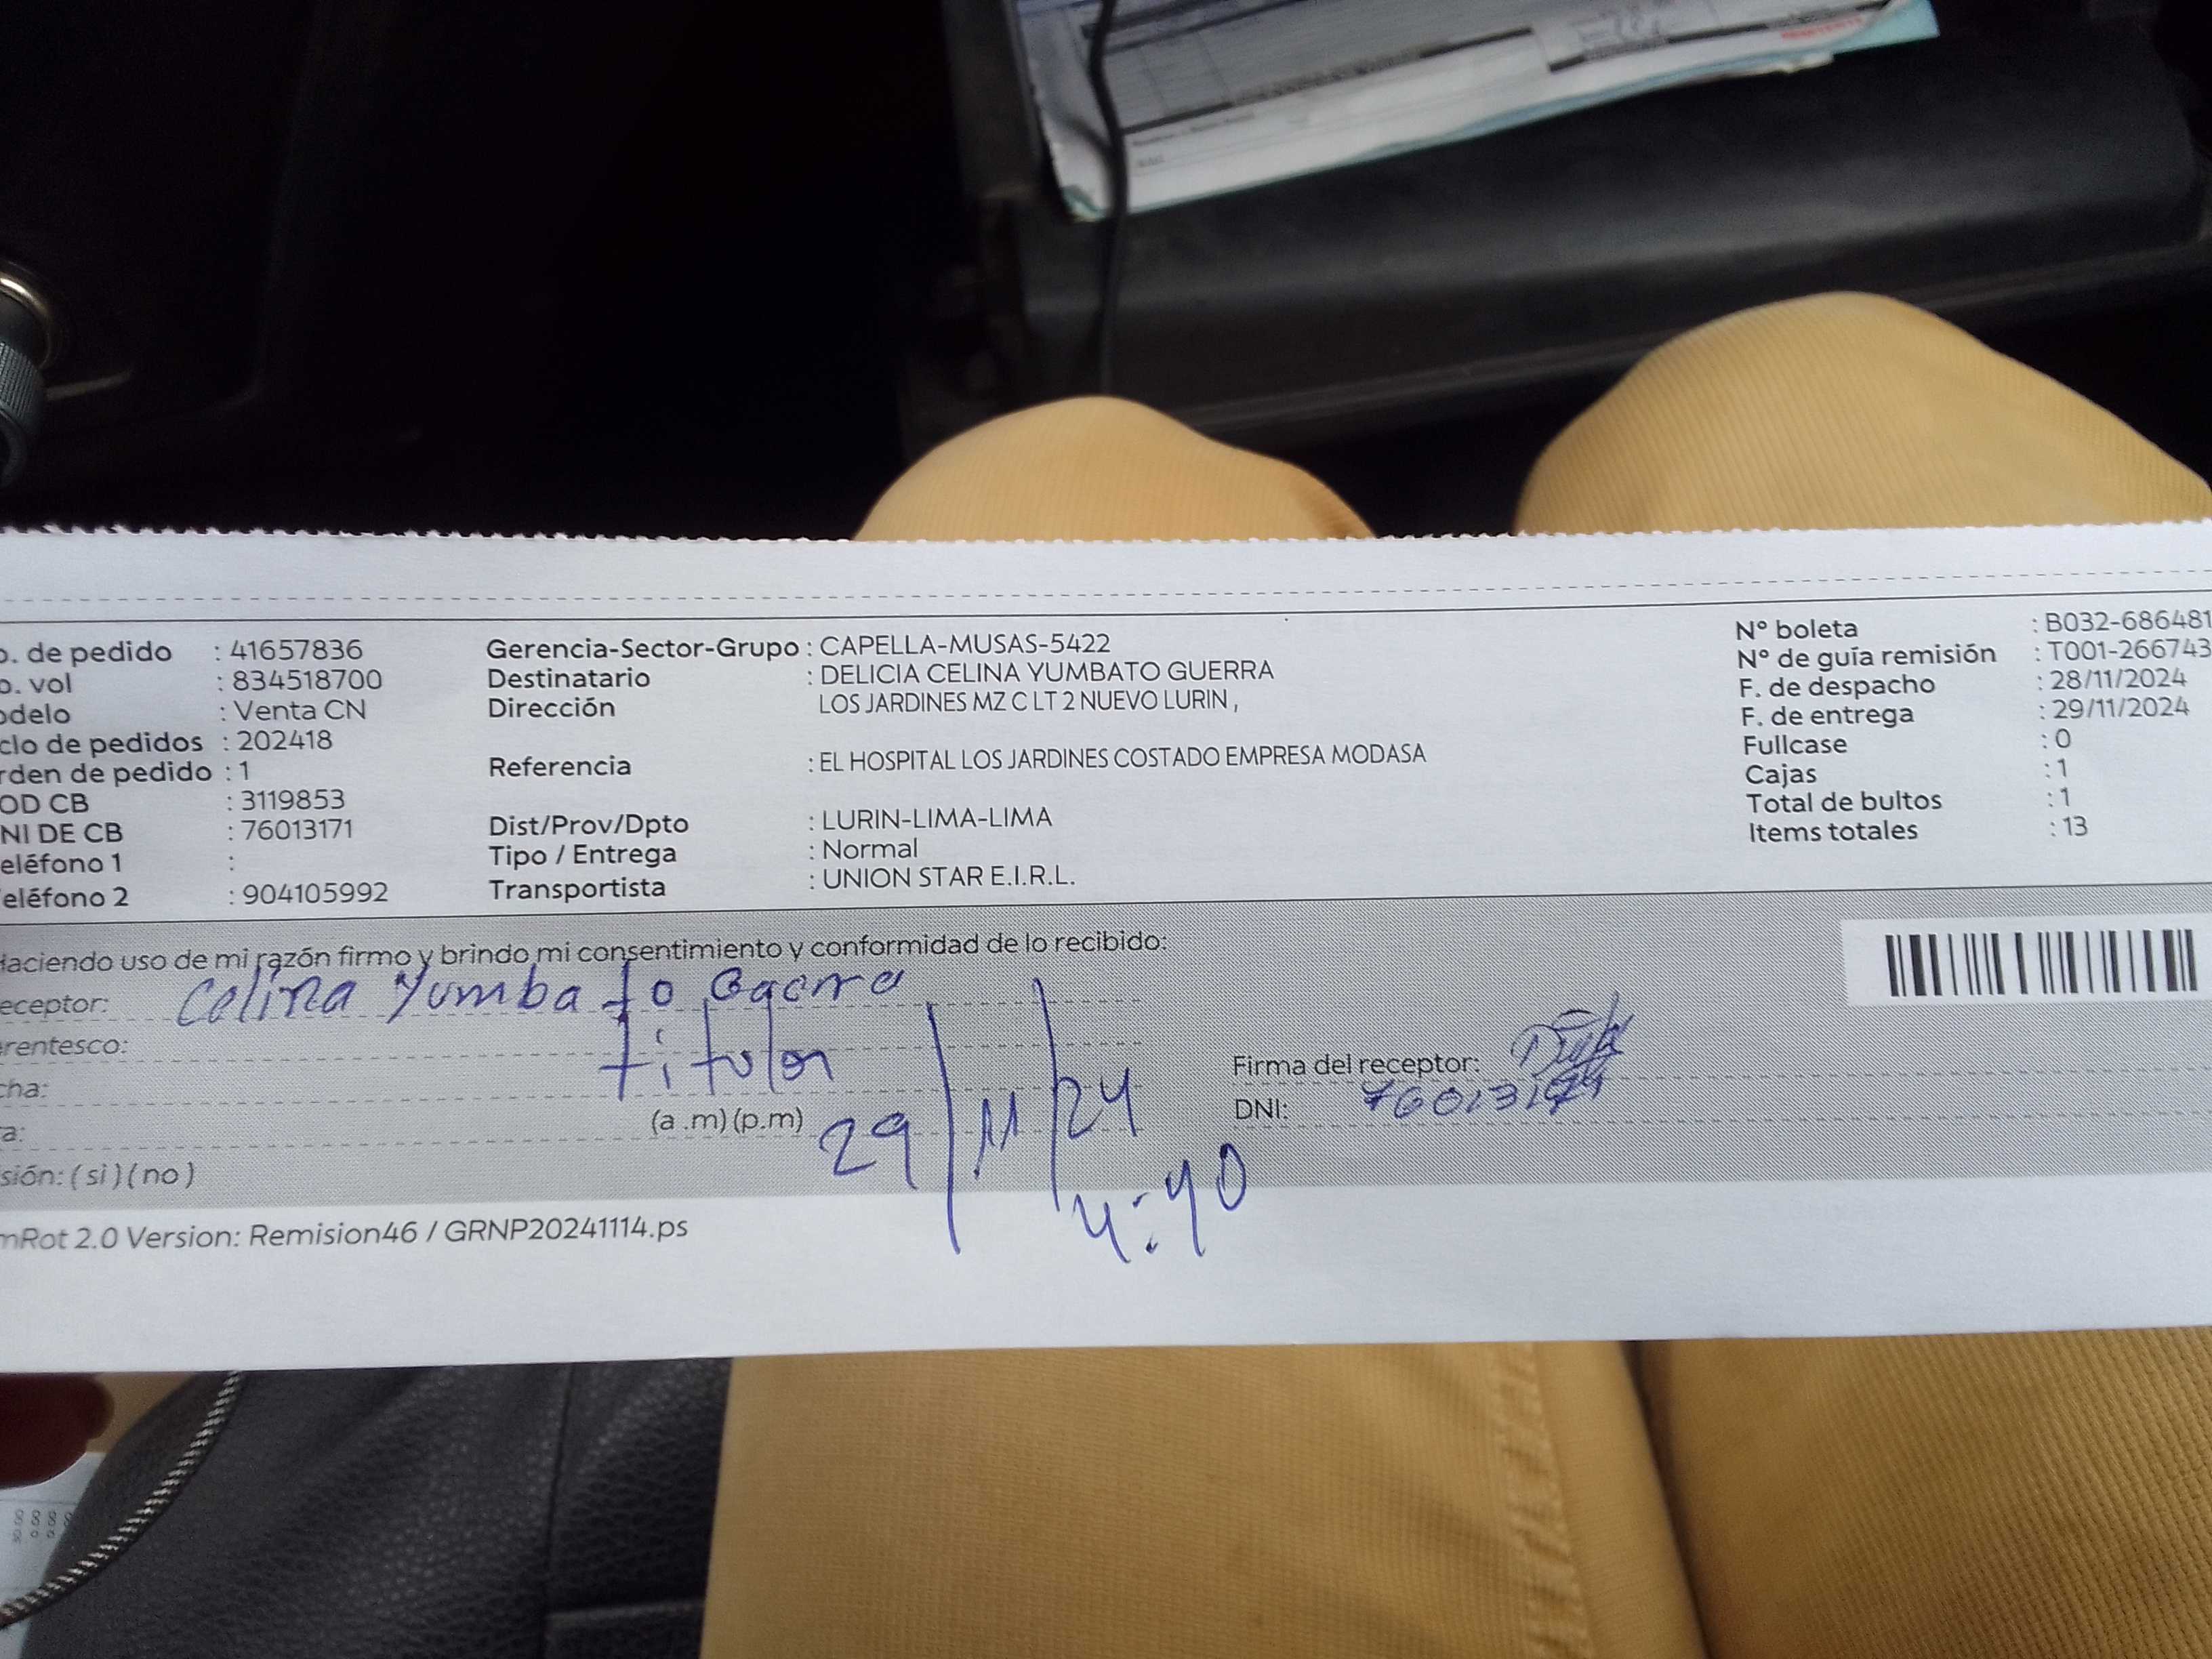 o. de pedido : 41657836
o. vol : 834518700
odelo : Venta CN
clo de pedidos : 202418
rden de pedido : 1
OD CB : 3119853
NI DE CB : 76013171
eléfono 1 :
eléfono 2 : 904105992
Gerencia-Sector-Grupo : CAPELLA-MUSAS-5422
Destinatario : DELICIA CELINA YUMBATO GUERRA
Dirección LOS JARDINES MZ C LT 2 NUEVO LURIN ,
Referencia : EL HOSPITAL LOS JARDINES COSTADO EMPRESA MODASA
Dist/Prov/Dpto : LURIN-LIMA-LIMA
Tipo / Entrega : Normal
Transportista : UNION STAR E.I.R.L.
Nº boleta : B032-686481
Nº de guía remisión : T001-266743
F. de despacho : 28/11/2024
F. de entrega : 29/11/2024
Fullcase : 0
Cajas : 1
Total de bultos : 1
Items totales : 13
Haciendo uso de mi razón firmo y brindo mi consentimiento y conformidad de lo recibido:
eceptor: Celina Yumbato
rentesco: titular
cha: 29/11/24
a: (a .m) (p.m) 4:40
sión: ( si ) ( no )
Firma del receptor:
DNI:
mRot 2.0 Version: Remision46 / GRNP20241114.ps